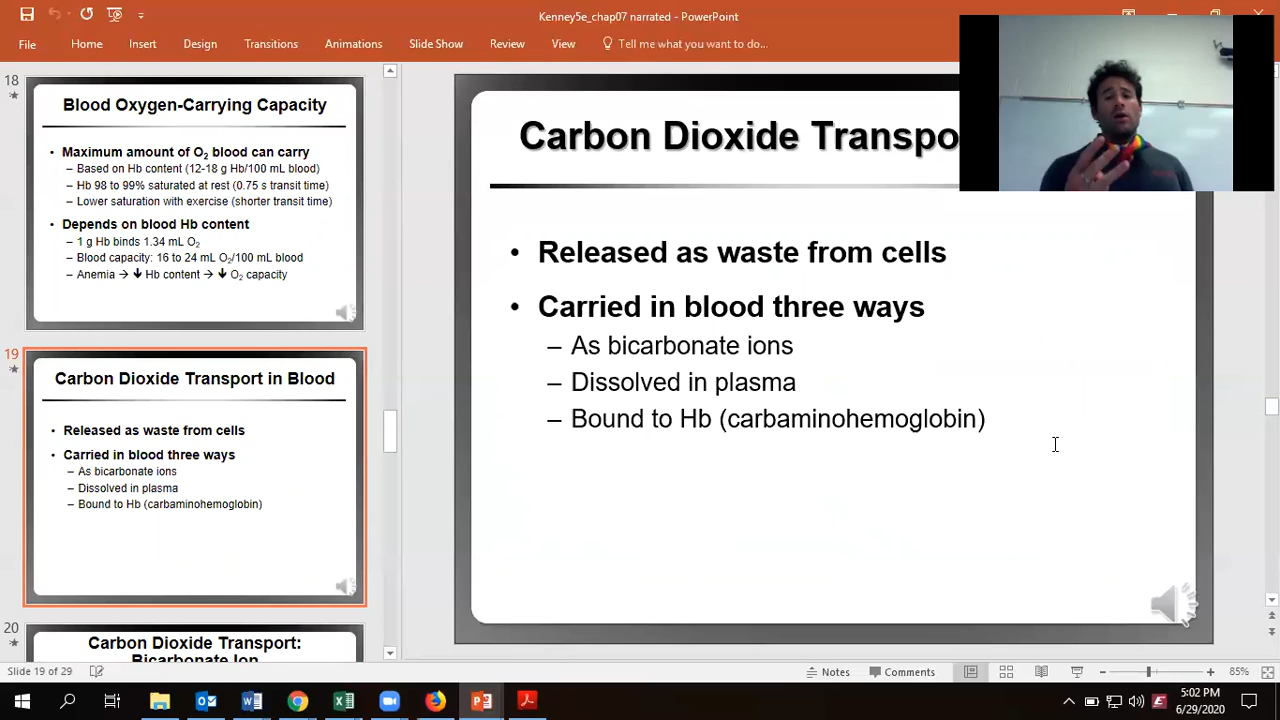 Kenney5e_chap07 narrated - PowerPoint
File Home Insert Design Transitions Animations Slide Show Review View Tell me what you want to do...
18
Blood Oxygen-Carrying Capacity
• Maximum amount of O2 blood can carry
– Based on Hb content (12-18 g Hb/100 mL blood)
– Hb 98 to 99% saturated at rest (0.75 s transit time)
– Lower saturation with exercise (shorter transit time)
• Depends on blood Hb content
– 1 g Hb binds 1.34 mL O2
– Blood capacity: 16 to 24 mL O2/100 mL blood
– Anemia → ↓ Hb content → ↓ O2 capacity
19
Carbon Dioxide Transport in Blood
• Released as waste from cells
• Carried in blood three ways
– As bicarbonate ions
– Dissolved in plasma
– Bound to Hb (carbaminohemoglobin)
20
Carbon Dioxide Transport:
Bicarbonate Ion
Carbon Dioxide Transpo
• Released as waste from cells
• Carried in blood three ways
– As bicarbonate ions
– Dissolved in plasma
– Bound to Hb (carbaminohemoglobin)
Slide 19 of 29 Notes Comments 85%
5:02 PM
6/29/2020